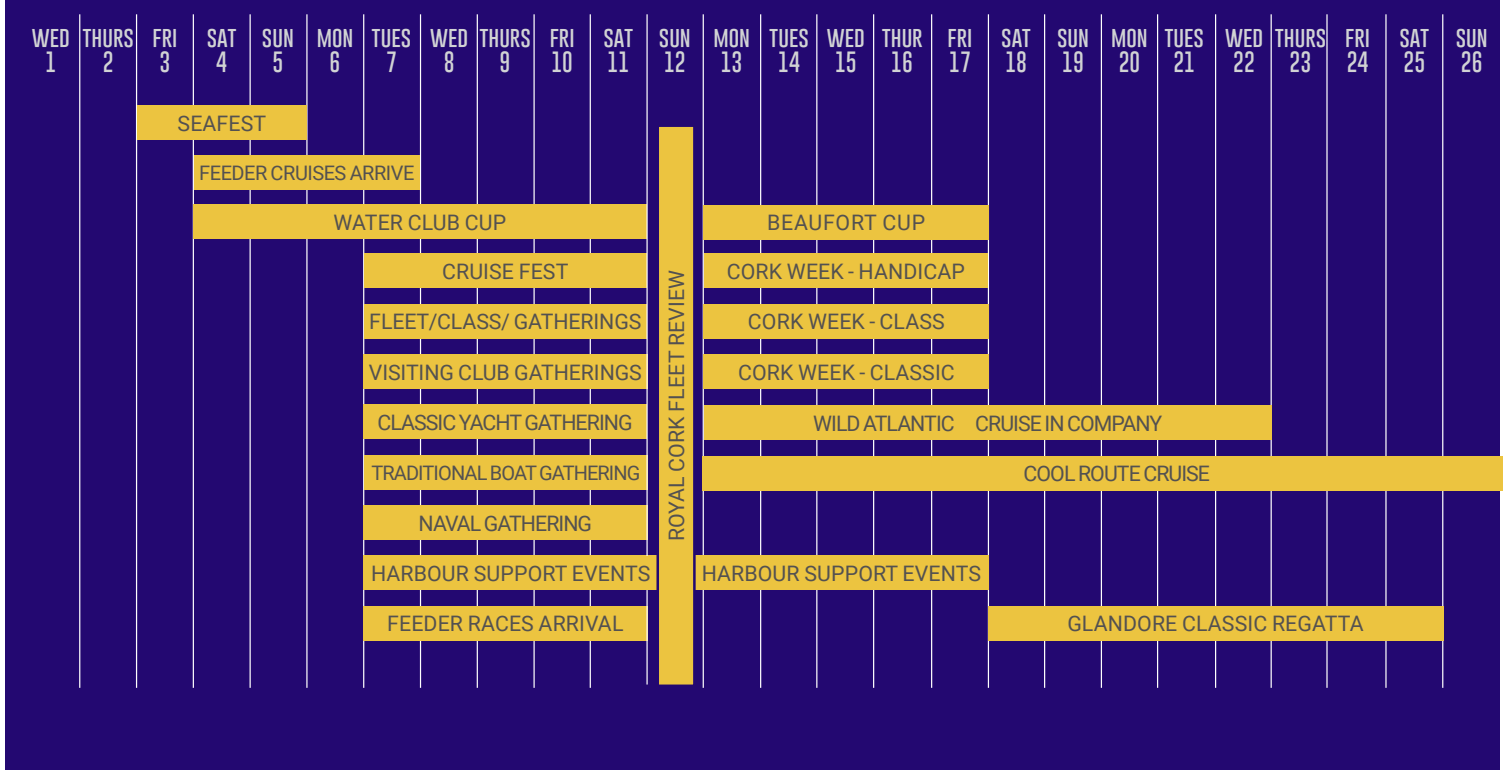 WED THURS FRI SAT SUN MON TUES WED THURS FRI SAT SUN MON TUES WED THUR FRI SAT SUN MON TUES WED THURS FRI SAT SUN
1 2 3 4 5 6 7 8 9 10 11 12 13 14 15 16 17 18 19 20 21 22 23 24 25 26
SEAFEST
FEEDER CRUISES ARRIVE
WATER CLUB CUP
BEAUFORT CUP
CRUISE FEST
CORK WEEK - HANDICAP
FLEET/CLASS/ GATHERINGS
CORK WEEK - CLASS
VISITING CLUB GATHERINGS
CORK WEEK - CLASSIC
CLASSIC YACHT GATHERING
WILD ATLANTIC CRUISE IN COMPANY
TRADITIONAL BOAT GATHERING
COOL ROUTE CRUISE
NAVAL GATHERING
HARBOUR SUPPORT EVENTS
HARBOUR SUPPORT EVENTS
FEEDER RACES ARRIVAL
GLANDORE CLASSIC REGATTA
ROYAL CORK FLEET REVIEW